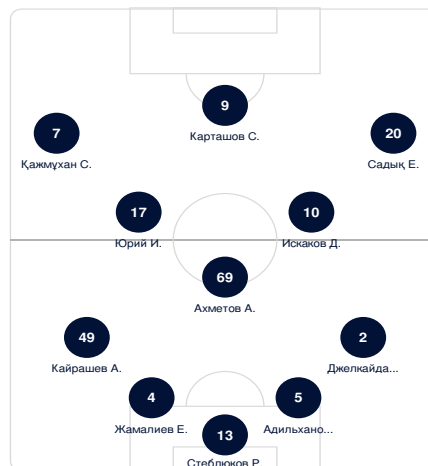 9
Карташов С.
7
Қажмұхан С.
20
Садық Е.
17
Юрий И.
10
Искаков Д.
69
Ахметов А.
49
Кайрашев А.
2
Джелкайда...
4
Жамалиев Е.
5
Адильхано...
13
Стеблюков Р.